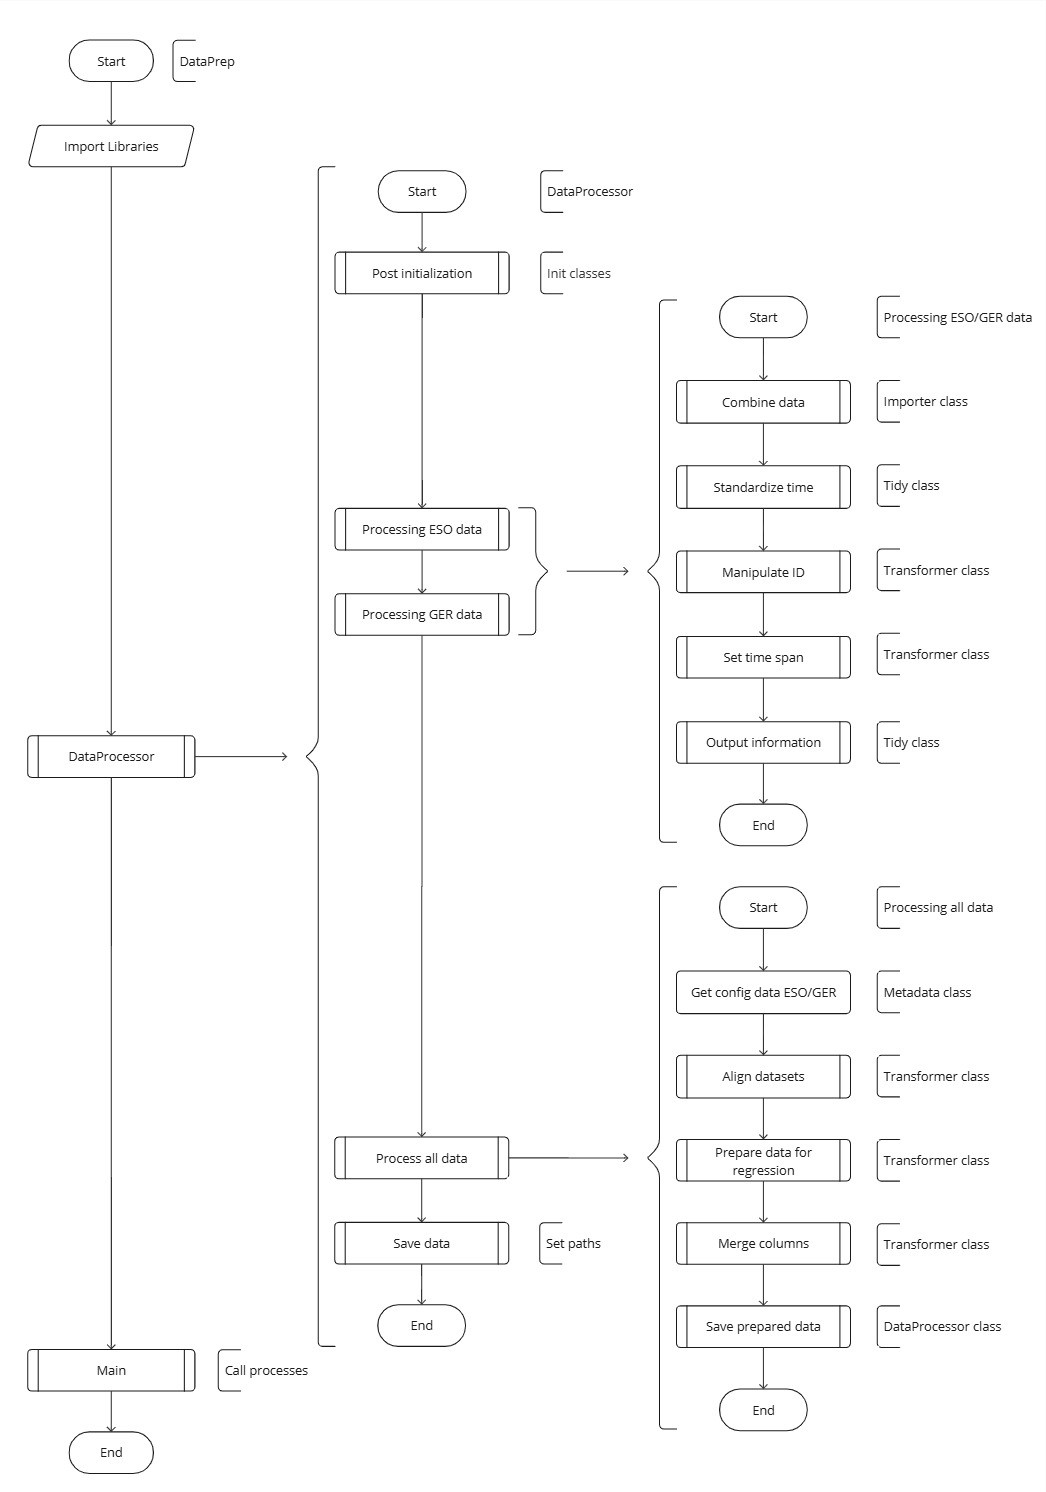 Start
DataPrep
Import Libraries
DataProcessor
Main
Call processes
End
Start
DataProcessor
Post initialization
Init classes
Processing ESO data
Processing GER data
Process all data
Save data
Set paths
End
Start
Processing ESO/GER data
Combine data
Importer class
Standardize time
Tidy class
Manipulate ID
Transformer class
Set time span
Transformer class
Output information
Tidy class
End
Start
Processing all data
Get config data ESO/GER
Metadata class
Align datasets
Transformer class
Prepare data for
regression
Transformer class
Merge columns
Transformer class
Save prepared data
DataProcessor class
End